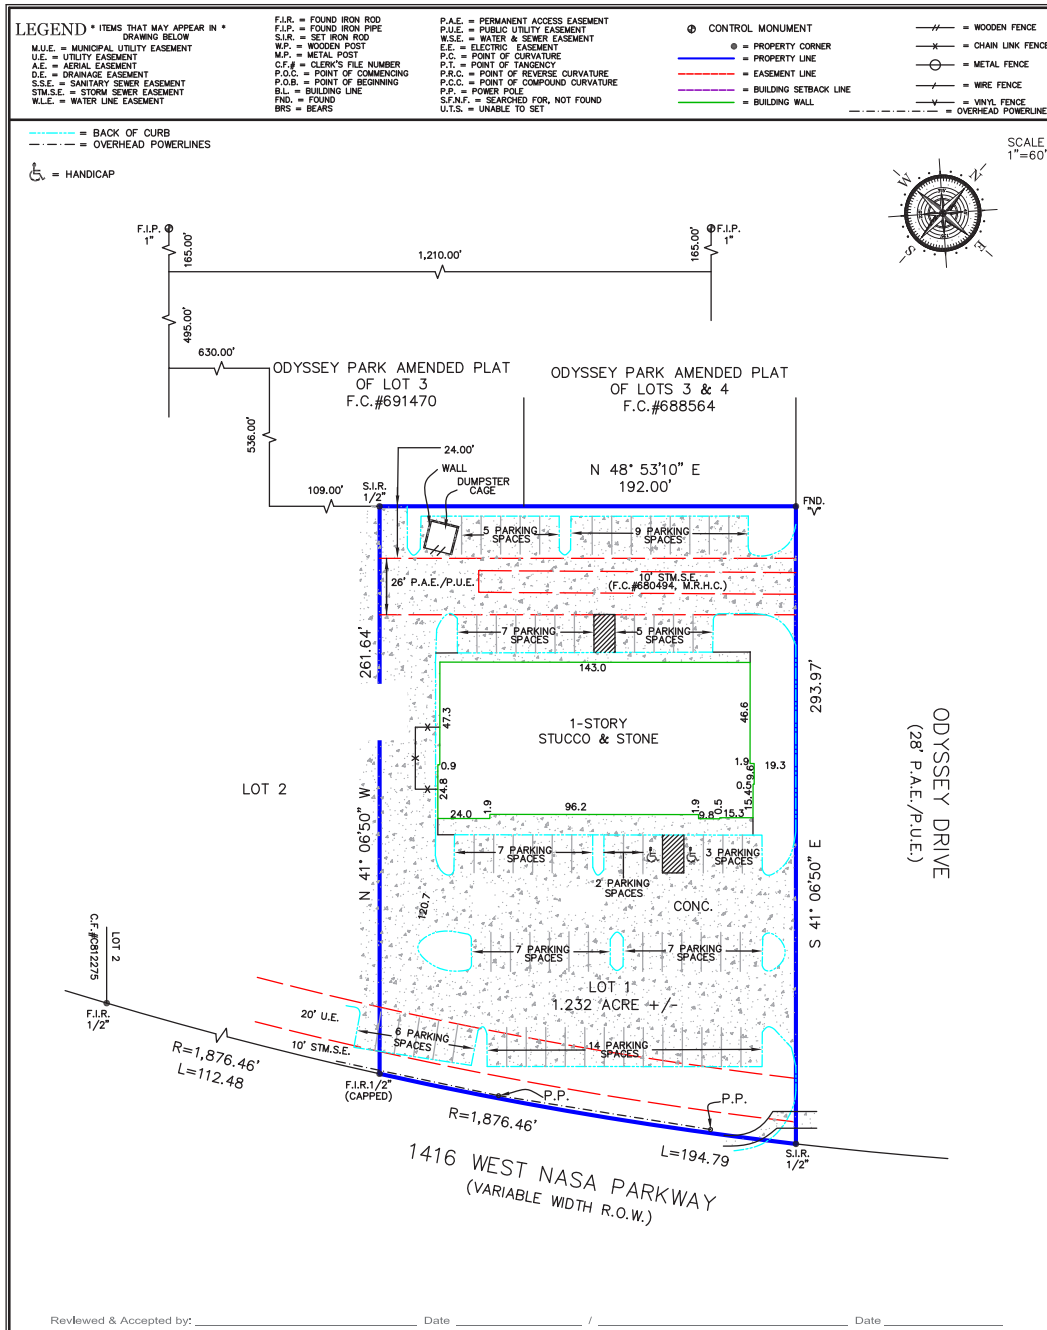 LEGEND * ITEMS THAT MAY APPEAR IN *
DRAWING BELOW
M.U.E. = MUNICIPAL UTILITY EASEMENT
U.E. = UTILITY EASEMENT
A.E. = AERIAL EASEMENT
D.E. = DRAINAGE EASEMENT
S.S.E. = SANITARY SEWER EASEMENT
STM.S.E. = STORM SEWER EASEMENT
W.L.E. = WATER LINE EASEMENT
F.I.R. = FOUND IRON ROD
F.I.P. = FOUND IRON PIPE
S.I.R. = SET IRON ROD
W.P. = WOODEN POST
M.P. = METAL POST
C.F.# = CLERK'S FILE NUMBER
P.O.C. = POINT OF COMMENCING
P.O.B. = POINT OF BEGINNING
B.L. = BUILDING LINE
FND. = FOUND
BRS = BEARS
P.A.E. = PERMANENT ACCESS EASEMENT
P.U.E. = PUBLIC UTILITY EASEMENT
W.S.E. = WATER & SEWER EASEMENT
E.E. = ELECTRIC EASEMENT
P.C. = POINT OF CURVATURE
P.T. = POINT OF TANGENCY
P.R.C. = POINT OF REVERSE CURVATURE
P.C.C. = POINT OF COMPOUND CURVATURE
P.P. = POWER POLE
S.F.N.F. = SEARCHED FOR, NOT FOUND
U.T.S. = UNABLE TO SET
CONTROL MONUMENT
= PROPERTY CORNER
= PROPERTY LINE
= EASEMENT LINE
= BUILDING SETBACK LINE
= BUILDING WALL
= WOODEN FENCE
= CHAIN LINK FENCE
= METAL FENCE
= WIRE FENCE
= VINYL FENCE
= OVERHEAD POWERLINE
= BACK OF CURB
= OVERHEAD POWERLINES
= HANDICAP
SCALE
1"=60'
W
N
S
E
F.I.P.
1"
165.00'
1,210.00'
165.00'
F.I.P.
1"
495.00'
630.00'
536.00'
109.00'
ODYSSEY PARK AMENDED PLAT
OF LOT 3
F.C.#691470
ODYSSEY PARK AMENDED PLAT
OF LOTS 3 & 4
F.C.#688564
24.00'
WALL
DUMPSTER
CAGE
N 48° 53'10" E
192.00'
S.I.R.
1/2"
FND.
"V"
5 PARKING
SPACES
9 PARKING
SPACES
26' P.A.E./P.U.E.
10' STM.S.E.
(F.C.#680494, M.R.H.C.)
7 PARKING
SPACES
5 PARKING
SPACES
261.64'
143.0
293.97'
47.3
46.6
1-STORY
STUCCO & STONE
0.9
24.8
1.9
9.6
0.5
15.4
19.3
24.0
1.9
96.2
1.9
9.8
0.5
15.3
LOT 2
N 41° 06'50" W
ODYSSEY DRIVE
(28' P.A.E./P.U.E.)
7 PARKING
SPACES
2 PARKING
SPACES
3 PARKING
SPACES
S 41° 06'50" E
120.7
CONC.
7 PARKING
SPACES
7 PARKING
SPACES
LOT 1
1.232 ACRE +/-
LOT 2
C.F.#C812275
F.I.R.
1/2"
20' U.E.
10' STM.S.E.
6 PARKING
SPACES
14 PARKING
SPACES
R=1,876.46'
L=112.48
F.I.R.1/2"
(CAPPED)
P.P.
P.P.
R=1,876.46'
L=194.79
S.I.R.
1/2"
1416 WEST NASA PARKWAY
(VARIABLE WIDTH R.O.W.)
Reviewed & Accepted by: Date / Date